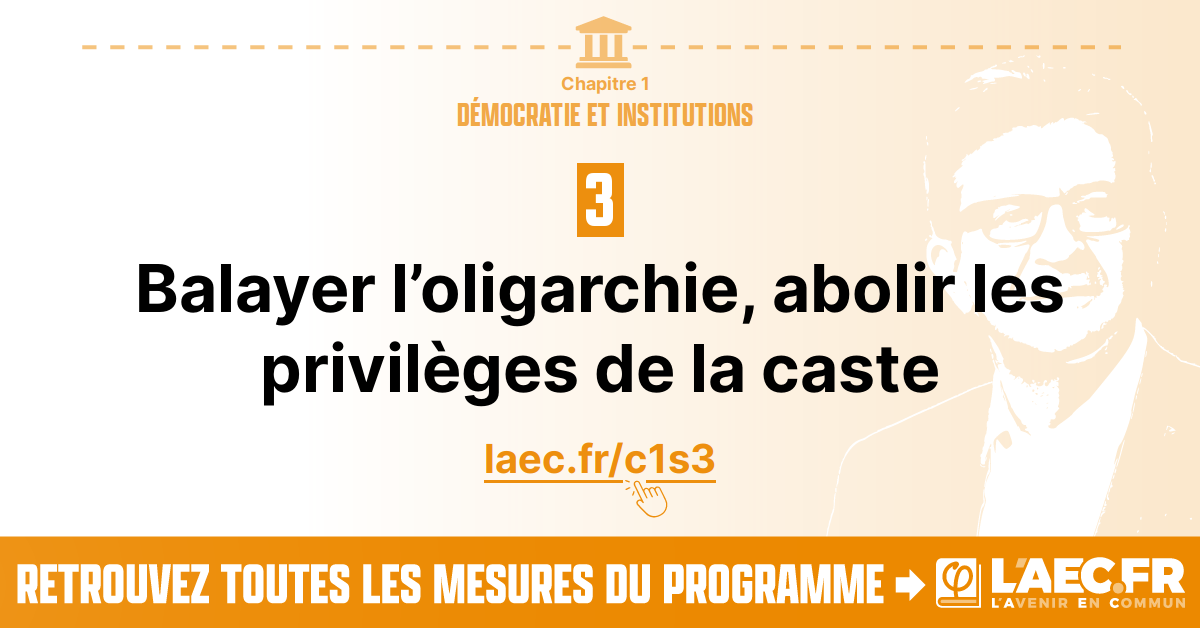 Chapitre 1
DÉMOCRATIE ET INSTITUTIONS
3
Balayer l’oligarchie, abolir les
privilèges de la caste
laec.fr/c1s3
RETROUVEZ TOUTES LES MESURES DU PROGRAMME
φ
L'AEC.FR
L'AVENIR EN COMMUN